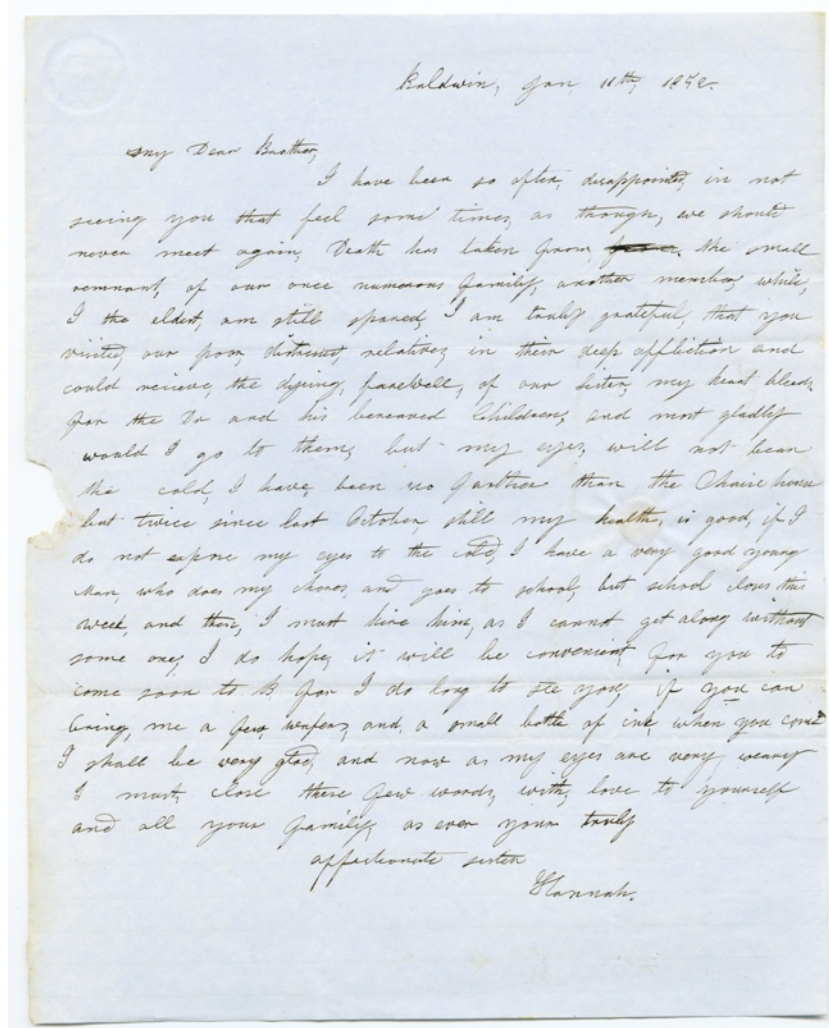 Baldwin, Jan, 11th, 1852.
My Dear Brother,
I have been so often, disappointed, in not
seeing you that feel some times, as though, we should
never meet again, Death has taken from, the small
remnant, of our once numerous family, another member, while,
I the eldest, am still spared, I am truly grateful, that you
visited, our poor, distressed, relatives, in their deep affliction and
could recieve, the dyeing, farewell, of our sister, my heart bleeds
for the Dr and his bereaved Children, and most gladly
would I go to them, but my eyes, will not bear
the cold, I have, been no farther than the Chaise house
but twice since last October, still my health, is good, if I
do not expose my eyes to the cold, I have a very good young
Man, who does my chores, and goes to school, but school closes this
week, and then, I must hire him, as I cannot get along without
some one, I do hope, it will be convenient, for you to
come soon to B for I do long to see you, if you can
bring, me a few wafers, and, a small bottle of ink, when you come
I shall be very glad, and now as my eyes are very weary
I must, close these few words, with, love to yourself
and all your family, as ever your truly
affectionate sister
Hannah.